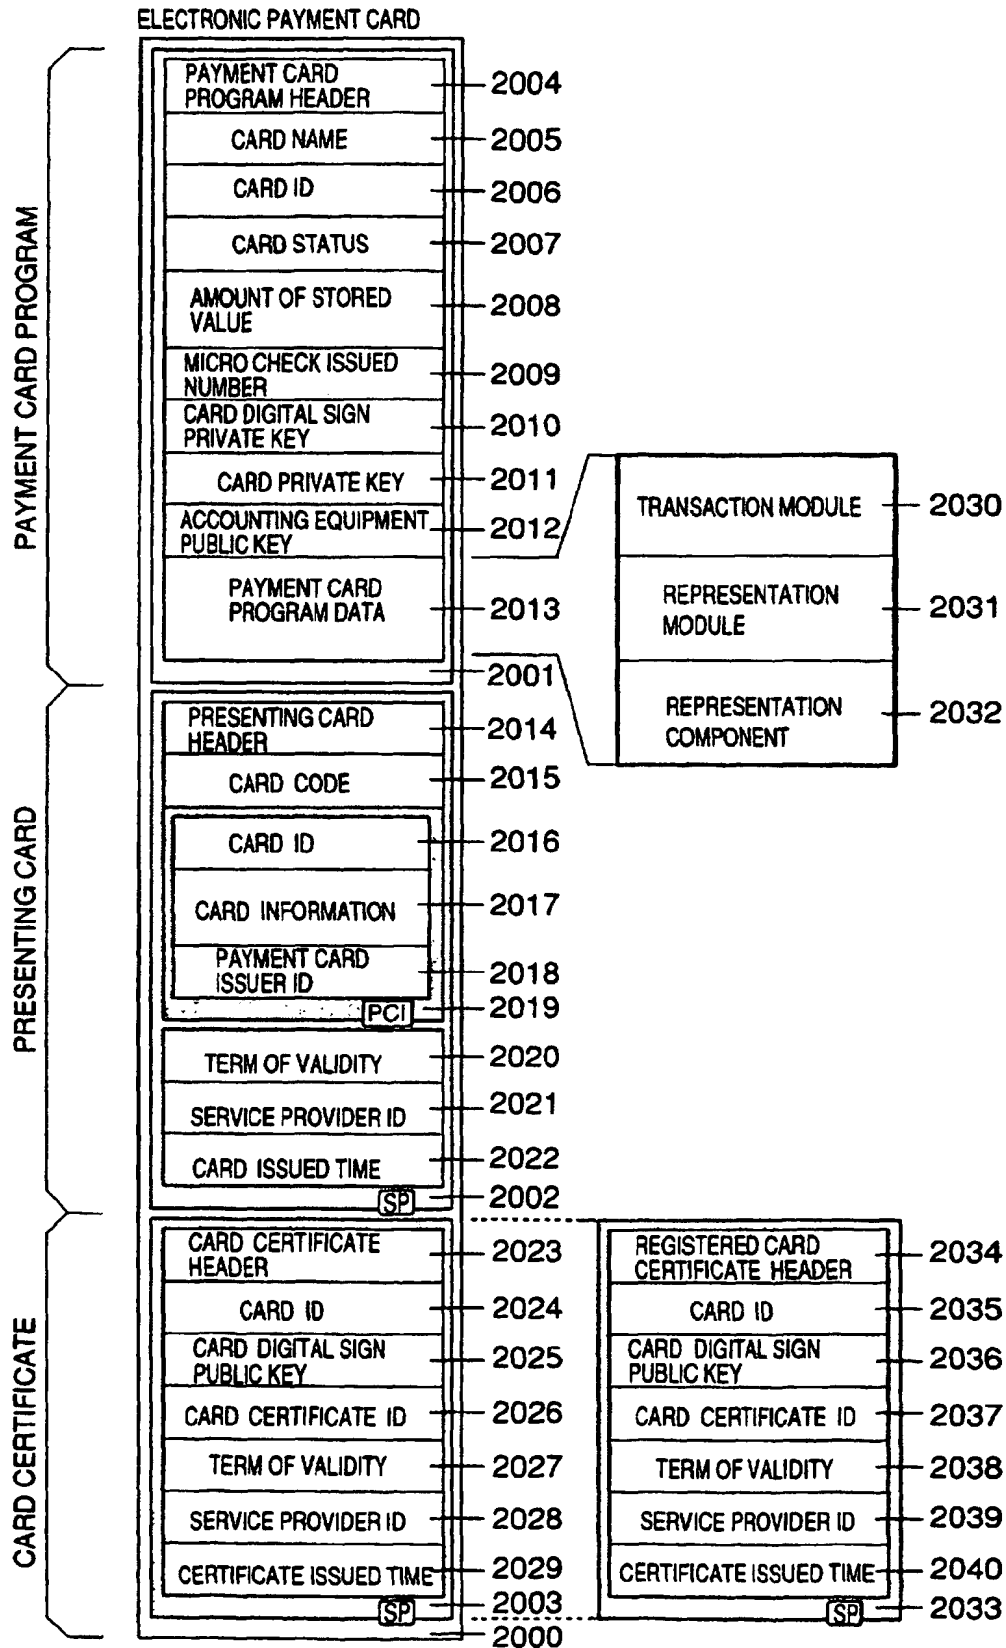 ELECTRONIC PAYMENT CARD
PAYMENT CARD PROGRAM
PAYMENT CARD
PROGRAM HEADER
2004
CARD NAME
2005
CARD ID
2006
CARD STATUS
2007
AMOUNT OF STORED
VALUE
2008
MICRO CHECK ISSUED
NUMBER
2009
CARD DIGITAL SIGN
PRIVATE KEY
2010
CARD PRIVATE KEY
2011
ACCOUNTING EQUIPMENT
PUBLIC KEY
2012
PAYMENT CARD
PROGRAM DATA
2013
2001
TRANSACTION MODULE
2030
REPRESENTATION
MODULE
2031
REPRESENTATION
COMPONENT
2032
PRESENTING CARD
PRESENTING CARD
HEADER
2014
CARD CODE
2015
CARD ID
2016
CARD INFORMATION
2017
PAYMENT CARD
ISSUER ID
2018
PCI
2019
TERM OF VALIDITY
2020
SERVICE PROVIDER ID
2021
CARD ISSUED TIME
2022
SP
2002
CARD CERTIFICATE
CARD CERTIFICATE
HEADER
2023
CARD ID
2024
CARD DIGITAL SIGN
PUBLIC KEY
2025
CARD CERTIFICATE ID
2026
TERM OF VALIDITY
2027
SERVICE PROVIDER ID
2028
CERTIFICATE ISSUED TIME
2029
SP
2003
2000
REGISTERED CARD
CERTIFICATE HEADER
2034
CARD ID
2035
CARD DIGITAL SIGN
PUBLIC KEY
2036
CARD CERTIFICATE ID
2037
TERM OF VALIDITY
2038
SERVICE PROVIDER ID
2039
CERTIFICATE ISSUED TIME
2040
SP
2033